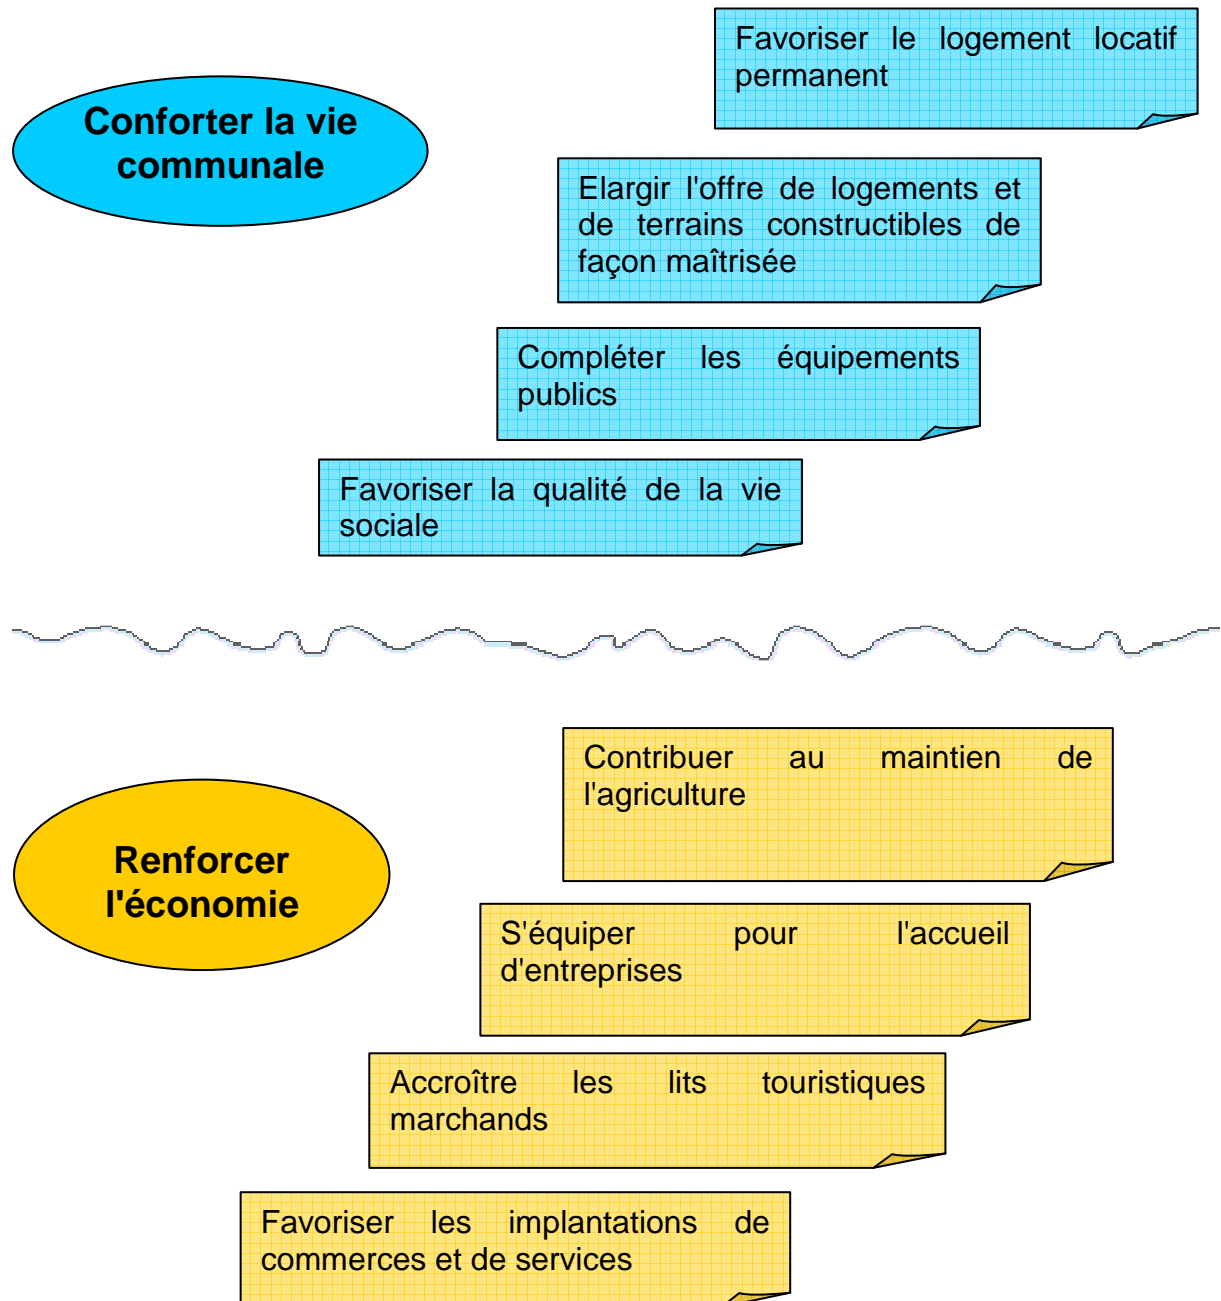 Favoriser le logement locatif
permanent
Conforter la vie
communale
Elargir l'offre de logements et
de terrains constructibles de
façon maîtrisée
Compléter les équipements
publics
Favoriser la qualité de la vie
sociale
Contribuer au maintien de
l'agriculture
Renforcer
l'économie
S'équiper pour l'accueil
d'entreprises
Accroître les lits touristiques
marchands
Favoriser les implantations de
commerces et de services